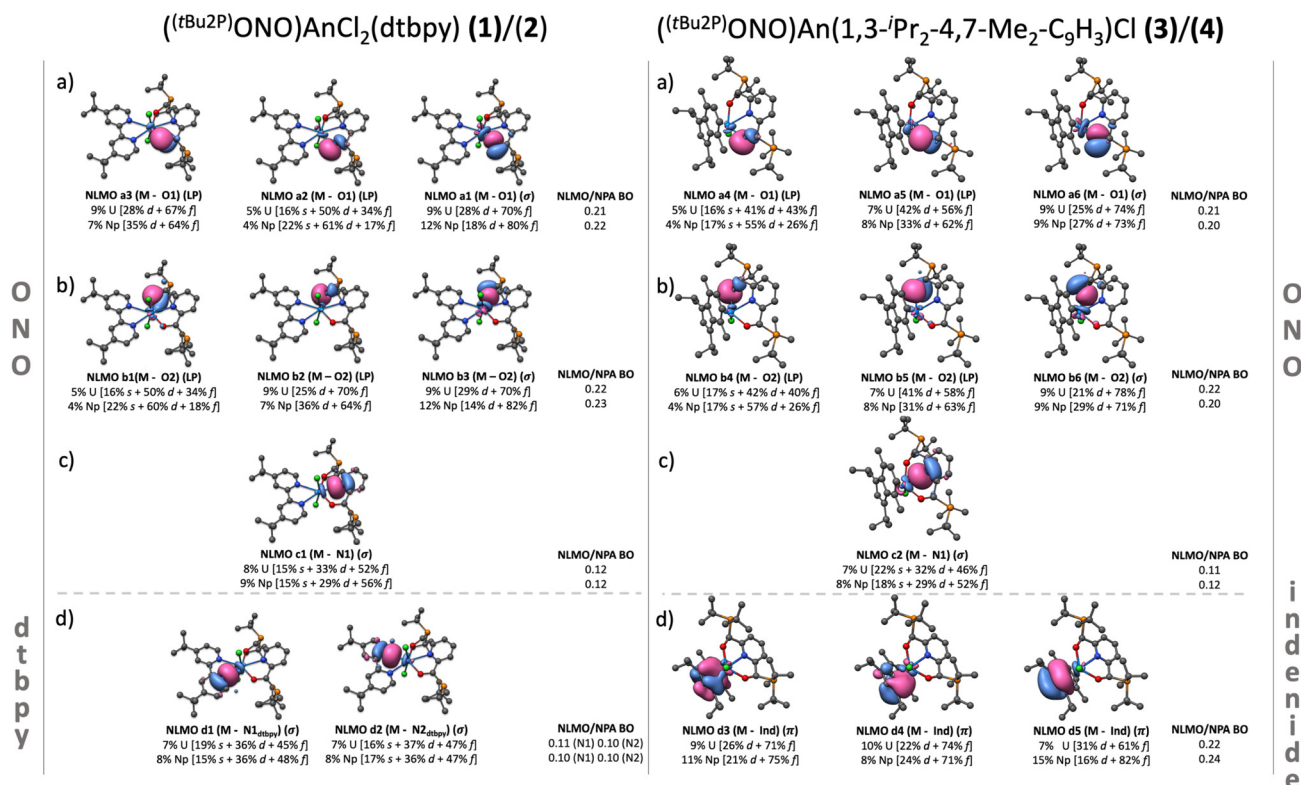 ((tBu2P)ONO)AnCl2(dtbpy) (1)/(2)
a)
NLMO a3 (M - O1) (LP)
9% U [28% d + 67% f]
7% Np [35% d + 64% f]
NLMO a2 (M - O1) (LP)
5% U [16% s + 50% d + 34% f]
4% Np [22% s + 61% d + 17% f]
NLMO a1 (M - O1) (σ)
9% U [28% d + 70% f]
12% Np [18% d + 80% f]
NLMO/NPA BO
0.21
0.22
b)
NLMO b1(M - O2) (LP)
5% U [16% s + 50% d + 34% f]
4% Np [22% s + 60% d + 18% f]
NLMO b2 (M – O2) (LP)
9% U [25% d + 70% f]
7% Np [36% d + 64% f]
NLMO b3 (M – O2) (σ)
9% U [29% d + 70% f]
12% Np [14% d + 82% f]
NLMO/NPA BO
0.22
0.23
c)
NLMO c1 (M - N1) (σ)
8% U [15% s + 33% d + 52% f]
9% Np [15% s + 29% d + 56% f]
NLMO/NPA BO
0.12
0.12
d)
NLMO d1 (M - N1dtbpy) (σ)
7% U [19% s + 36% d + 45% f]
8% Np [15% s + 36% d + 48% f]
NLMO d2 (M - N2dtbpy) (σ)
7% U [16% s + 37% d + 47% f]
8% Np [17% s + 36% d + 47% f]
NLMO/NPA BO
0.11 (N1) 0.10 (N2)
0.10 (N1) 0.10 (N2)
ONO
dtbpy
((tBu2P)ONO)An(1,3-iPr2-4,7-Me2-C9H3)Cl (3)/(4)
a)
NLMO a4 (M - O1) (LP)
5% U [16% s + 41% d + 43% f]
4% Np [17% s + 55% d + 26% f]
NLMO a5 (M - O1) (LP)
7% U [42% d + 56% f]
8% Np [33% d + 62% f]
NLMO a6 (M - O1) (σ)
9% U [25% d + 74% f]
9% Np [27% d + 73% f]
NLMO/NPA BO
0.21
0.20
b)
NLMO b4 (M - O2) (LP)
6% U [17% s + 42% d + 40% f]
4% Np [17% s + 57% d + 26% f]
NLMO b5 (M - O2) (LP)
7% U [41% d + 58% f]
8% Np [31% d + 63% f]
NLMO b6 (M - O2) (σ)
9% U [21% d + 78% f]
9% Np [29% d + 71% f]
NLMO/NPA BO
0.22
0.20
c)
NLMO c2 (M - N1) (σ)
7% U [22% s + 32% d + 46% f]
8% Np [18% s + 29% d + 52% f]
NLMO/NPA BO
0.11
0.12
d)
NLMO d3 (M - Ind) (π)
9% U [26% d + 71% f]
11% Np [21% d + 75% f]
NLMO d4 (M - Ind) (π)
10% U [22% d + 74% f]
8% Np [24% d + 71% f]
NLMO d5 (M - Ind) (π)
7% U [31% d + 61% f]
15% Np [16% d + 82% f]
NLMO/NPA BO
0.22
0.24
ONO
indenide